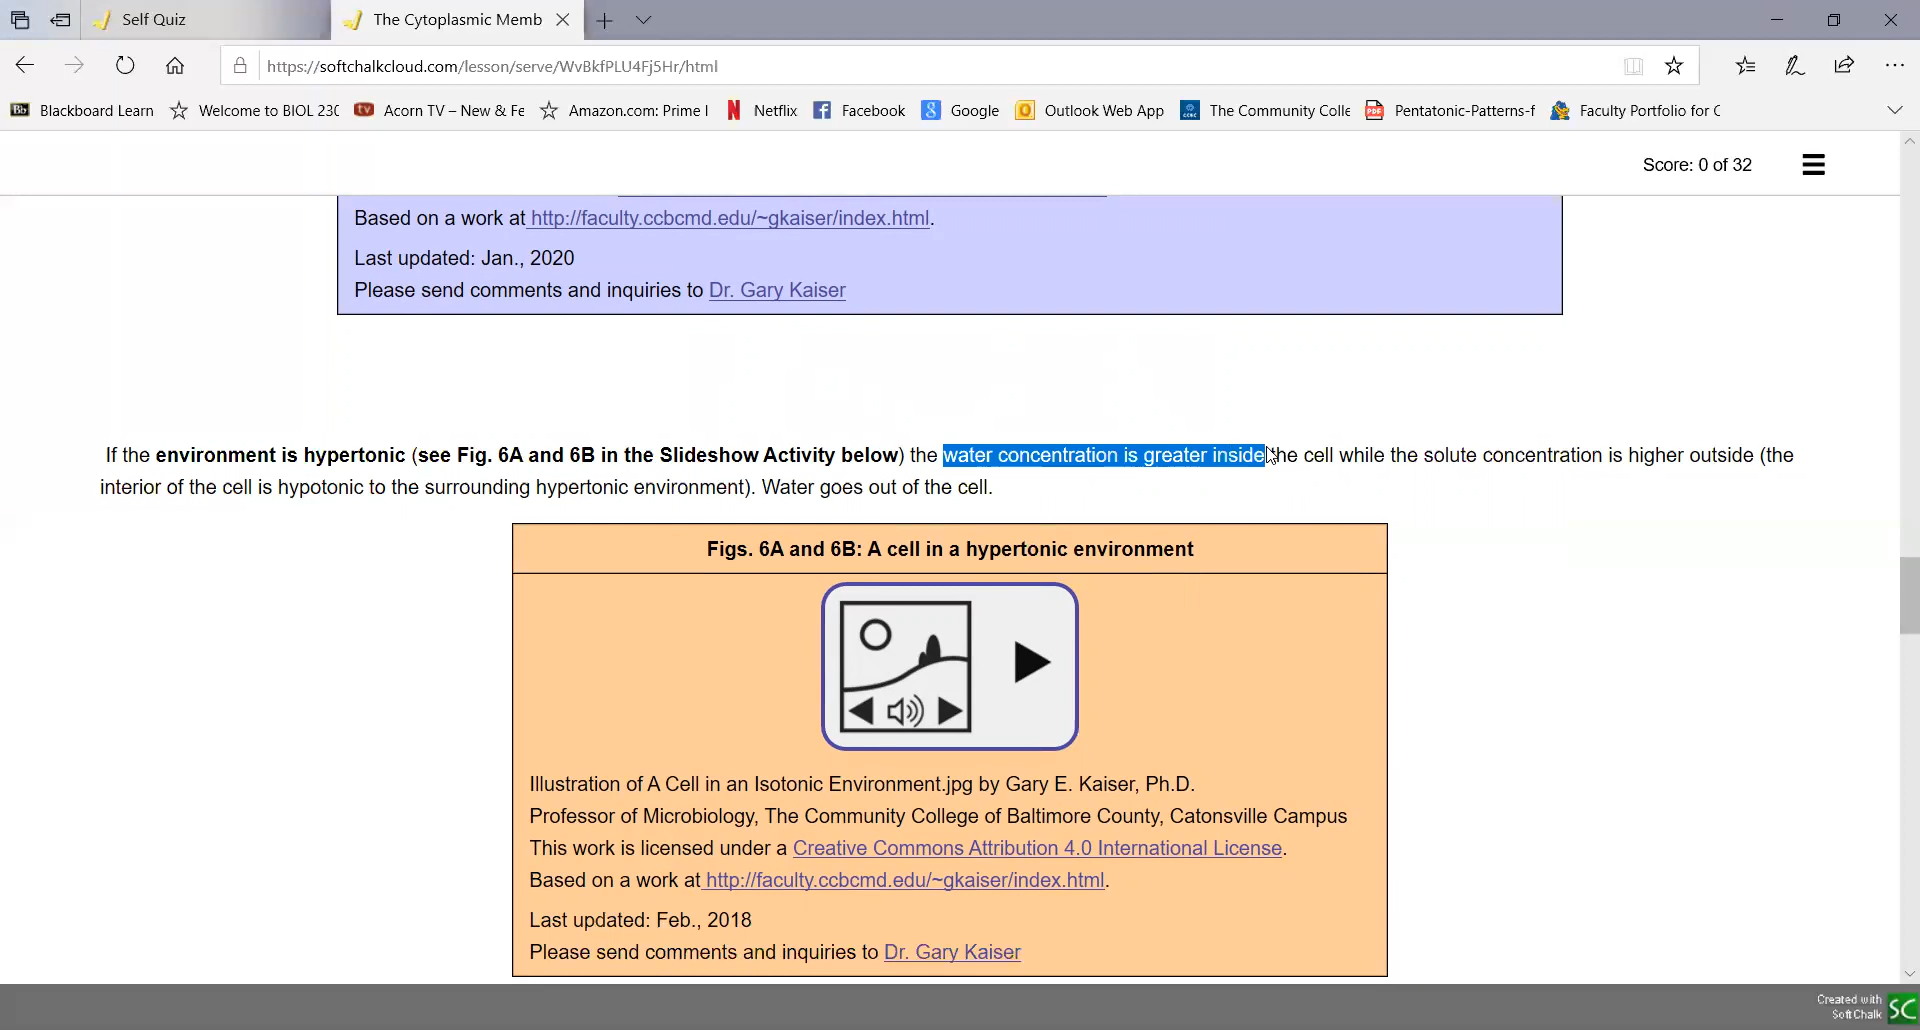 Self Quiz
The Cytoplasmic Memb
https://softchalkcloud.com/lesson/serve/WvBkfPLU4Fj5Hr/html
Bb Blackboard Learn
Welcome to BIOL 230
tv Acorn TV – New & Fe
Amazon.com: Prime I
N Netflix
f Facebook
8 Google
Outlook Web App
CCBC The Community Colle
PDF Pentatonic-Patterns-f
Faculty Portfolio for C
Score: 0 of 32
Based on a work at http://faculty.ccbcmd.edu/~gkaiser/index.html.
Last updated: Jan., 2020
Please send comments and inquiries to Dr. Gary Kaiser
If the environment is hypertonic (see Fig. 6A and 6B in the Slideshow Activity below) the water concentration is greater inside the cell while the solute concentration is higher outside (the
interior of the cell is hypotonic to the surrounding hypertonic environment). Water goes out of the cell.
Figs. 6A and 6B: A cell in a hypertonic environment
Illustration of A Cell in an Isotonic Environment.jpg by Gary E. Kaiser, Ph.D.
Professor of Microbiology, The Community College of Baltimore County, Catonsville Campus
This work is licensed under a Creative Commons Attribution 4.0 International License.
Based on a work at http://faculty.ccbcmd.edu/~gkaiser/index.html.
Last updated: Feb., 2018
Please send comments and inquiries to Dr. Gary Kaiser
Created with
SoftChalk
SC